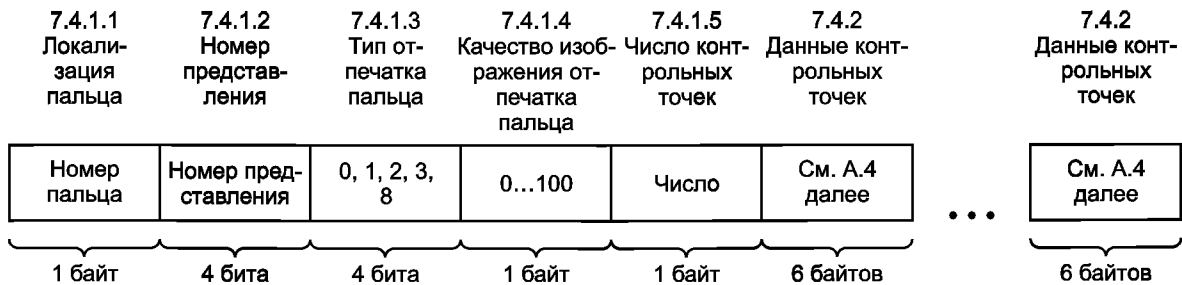 7.4.1.1
Локали-
зация
пальца
7.4.1.2
Номер
представ-
ления
7.4.1.3
Тип от-
печатка
пальца
7.4.1.4
Качество изоб-
ражения от-
печатка
пальца
7.4.1.5
Число конт-
рольных
точек
7.4.2
Данные конт-
рольных
точек
7.4.2
Данные конт-
рольных
точек
Номер
пальца
Номер пред-
ставления
0, 1, 2, 3,
8
0...100
Число
См. А.4
далее
• • •
См. А.4
далее
1 байт
4 бита
4 бита
1 байт
1 байт
6 байтов
6 байтов